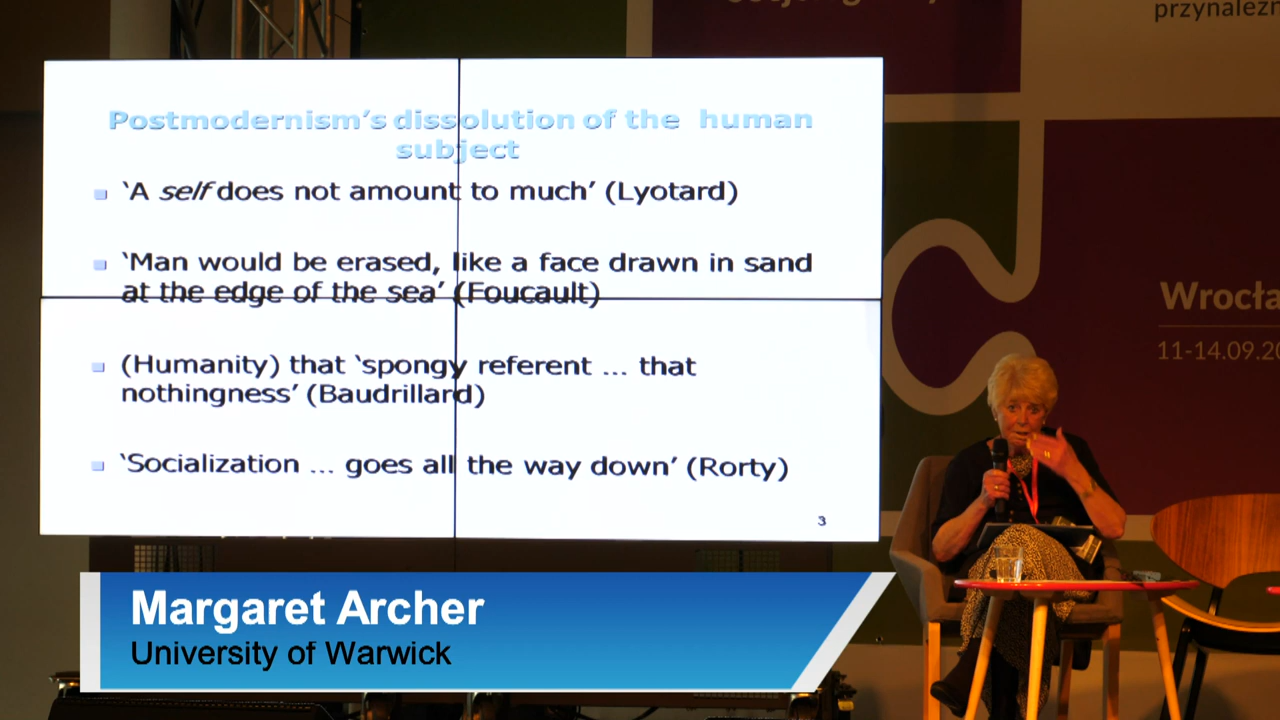 przynależn
Postmodernism's dissolution of the human
subject
'A self does not amount to much' (Lyotard)
'Man would be erased, like a face drawn in sand
at the edge of the sea' (Foucault)
(Humanity) that 'spongy referent ... that
nothingness' (Baudrillard)
'Socialization ... goes all the way down' (Rorty)
3
Wrocła
11-14.09.20
Margaret Archer
University of Warwick